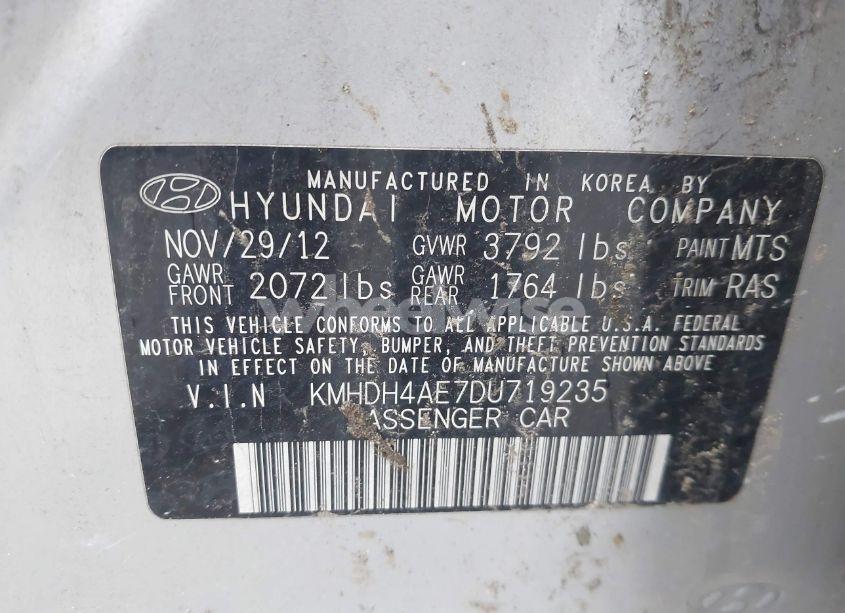 MANUFACTURED IN KOREA BY
HYUNDAI MOTOR COMPANY
NOV/29/12 GVWR 3792 lbs PAINT MTS
GAWR FRONT 2072 lbs GAWR REAR 1764 lbs TRIM RAS
wheelwise
THIS VEHICLE CONFORMS TO ALL APPLICABLE U.S.A. FEDERAL
MOTOR VEHICLE SAFETY, BUMPER, AND THEFT PREVENTION STANDARDS
IN EFFECT ON THE DATE OF MANUFACTURE SHOWN ABOVE
V.I.N KMHDH4AE7DU719235
PASSENGER CAR